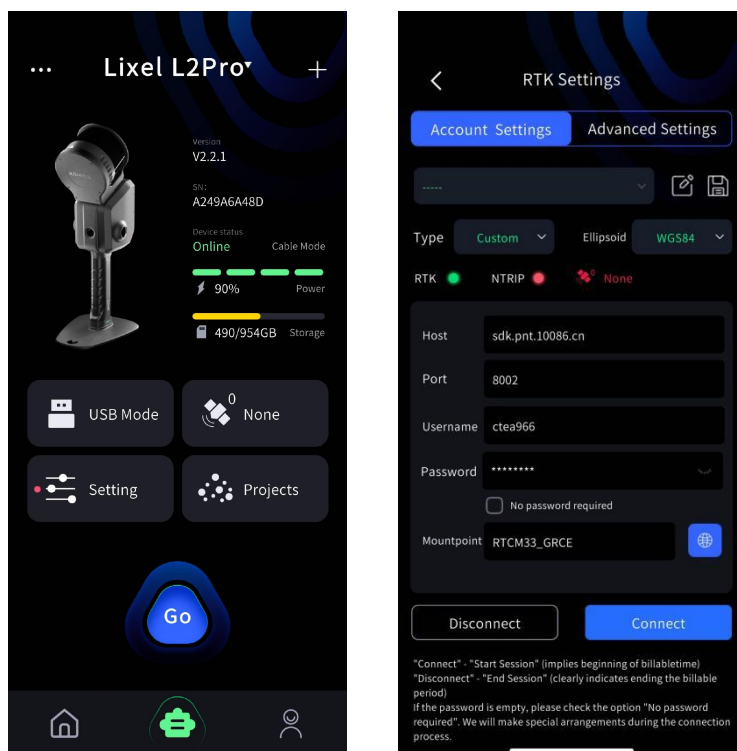 Lixel L2Pro
Version
V2.2.1
SN:
A249A6A48D
Device status
Online
Cable Mode
90%
Power
490/954GB
Storage
USB Mode
0
None
Setting
Projects
Go
RTK Settings
Account Settings
Advanced Settings
-----
Type
Custom
Ellipsoid
WGS84
RTK
NTRIP
0
None
Host
sdk.pnt.10086.cn
Port
8002
Username
ctea966
Password
********
No password required
Mountpoint
RTCM33_GRCE
Disconnect
Connect
"Connect" - "Start Session" (implies beginning of billabletime)
"Disconnect" - "End Session" (clearly indicates ending the billable
period)
If the password is empty, please check the option "No password
required". We will make special arrangements during the connection
process.